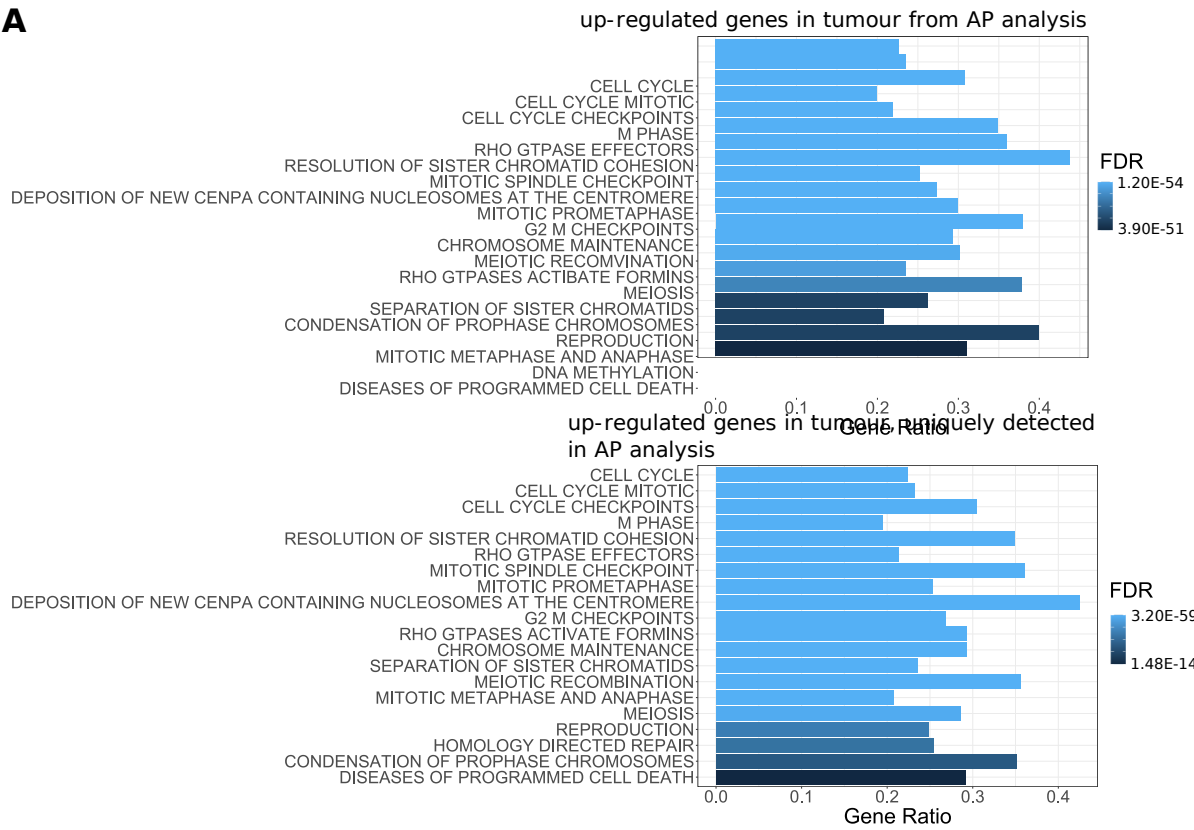 A
up-regulated genes in tumour from AP analysis
CELL CYCLE
CELL CYCLE MITOTIC
CELL CYCLE CHECKPOINTS
M PHASE
RHO GTPASE EFFECTORS
RESOLUTION OF SISTER CHROMATID COHESION
MITOTIC SPINDLE CHECKPOINT
DEPOSITION OF NEW CENPA CONTAINING NUCLEOSOMES AT THE CENTROMERE
MITOTIC PROMETAPHASE
G2 M CHECKPOINTS
CHROMOSOME MAINTENANCE
MEIOTIC RECOMVINATION
RHO GTPASES ACTIBATE FORMINS
MEIOSIS
SEPARATION OF SISTER CHROMATIDS
CONDENSATION OF PROPHASE CHROMOSOMES
REPRODUCTION
MITOTIC METAPHASE AND ANAPHASE
DNA METHYLATION
DISEASES OF PROGRAMMED CELL DEATH
FDR
1.20E-54
3.90E-51
0.0 0.1 0.2 0.3 0.4
Gene Ratio
up-regulated genes in tumour, uniquely detected
in AP analysis
CELL CYCLE
CELL CYCLE MITOTIC
CELL CYCLE CHECKPOINTS
M PHASE
RESOLUTION OF SISTER CHROMATID COHESION
RHO GTPASE EFFECTORS
MITOTIC SPINDLE CHECKPOINT
MITOTIC PROMETAPHASE
DEPOSITION OF NEW CENPA CONTAINING NUCLEOSOMES AT THE CENTROMERE
G2 M CHECKPOINTS
RHO GTPASES ACTIVATE FORMINS
CHROMOSOME MAINTENANCE
SEPARATION OF SISTER CHROMATIDS
MEIOTIC RECOMBINATION
MITOTIC METAPHASE AND ANAPHASE
MEIOSIS
REPRODUCTION
HOMOLOGY DIRECTED REPAIR
CONDENSATION OF PROPHASE CHROMOSOMES
DISEASES OF PROGRAMMED CELL DEATH
FDR
3.20E-59
1.48E-14
0.0 0.1 0.2 0.3 0.4
Gene Ratio